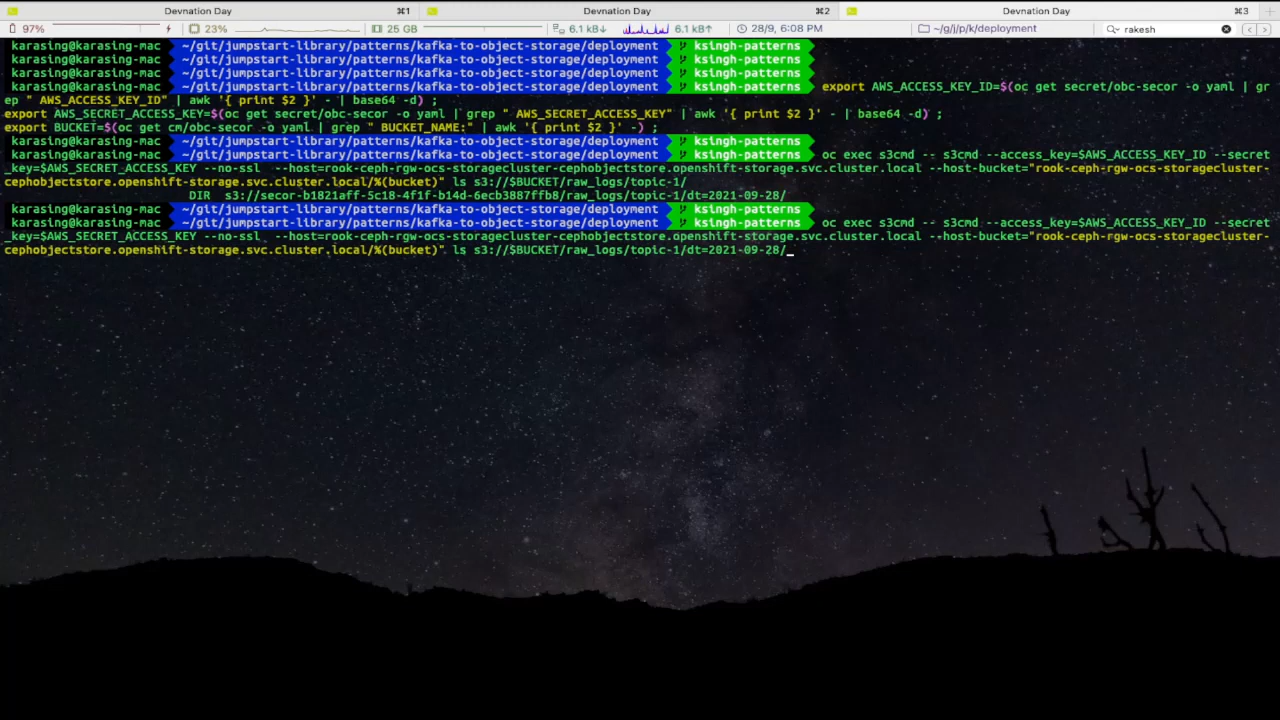 Devnation Day ⌘1 Devnation Day ⌘2 Devnation Day ⌘3
97% 23% 25 GB 6.1 kB↓ 6.1 kB↑ 28/9, 6:08 PM ~/g/j/p/k/deployment rakesh
karasing@karasing-mac ~/git/jumpstart-library/patterns/kafka-to-object-storage/deployment ksingh-patterns
karasing@karasing-mac ~/git/jumpstart-library/patterns/kafka-to-object-storage/deployment ksingh-patterns
karasing@karasing-mac ~/git/jumpstart-library/patterns/kafka-to-object-storage/deployment ksingh-patterns
karasing@karasing-mac ~/git/jumpstart-library/patterns/kafka-to-object-storage/deployment ksingh-patterns export AWS_ACCESS_KEY_ID=$(oc get secret/obc-secor -o yaml | gr
ep " AWS_ACCESS_KEY_ID" | awk '{ print $2 }' - | base64 -d) ;
export AWS_SECRET_ACCESS_KEY=$(oc get secret/obc-secor -o yaml | grep " AWS_SECRET_ACCESS_KEY" | awk '{ print $2 }' - | base64 -d) ;
export BUCKET=$(oc get cm/obc-secor -o yaml | grep " BUCKET_NAME:" | awk '{ print $2 }' -) ;
karasing@karasing-mac ~/git/jumpstart-library/patterns/kafka-to-object-storage/deployment ksingh-patterns
karasing@karasing-mac ~/git/jumpstart-library/patterns/kafka-to-object-storage/deployment ksingh-patterns oc exec s3cmd -- s3cmd --access_key=$AWS_ACCESS_KEY_ID --secret
_key=$AWS_SECRET_ACCESS_KEY --no-ssl --host=rook-ceph-rgw-ocs-storagecluster-cephobjectstore.openshift-storage.svc.cluster.local --host-bucket="rook-ceph-rgw-ocs-storagecluster-
cephobjectstore.openshift-storage.svc.cluster.local/%(bucket)" ls s3://$BUCKET/raw_logs/topic-1/
DIR s3://secor-b1821aff-5c18-4f1f-b14d-6ecb3887ffb8/raw_logs/topic-1/dt=2021-09-28/
karasing@karasing-mac ~/git/jumpstart-library/patterns/kafka-to-object-storage/deployment ksingh-patterns oc exec s3cmd -- s3cmd --access_key=$AWS_ACCESS_KEY_ID --secret
_key=$AWS_SECRET_ACCESS_KEY --no-ssl --host=rook-ceph-rgw-ocs-storagecluster-cephobjectstore.openshift-storage.svc.cluster.local --host-bucket="rook-ceph-rgw-ocs-storagecluster-
cephobjectstore.openshift-storage.svc.cluster.local/%(bucket)" ls s3://$BUCKET/raw_logs/topic-1/dt=2021-09-28/